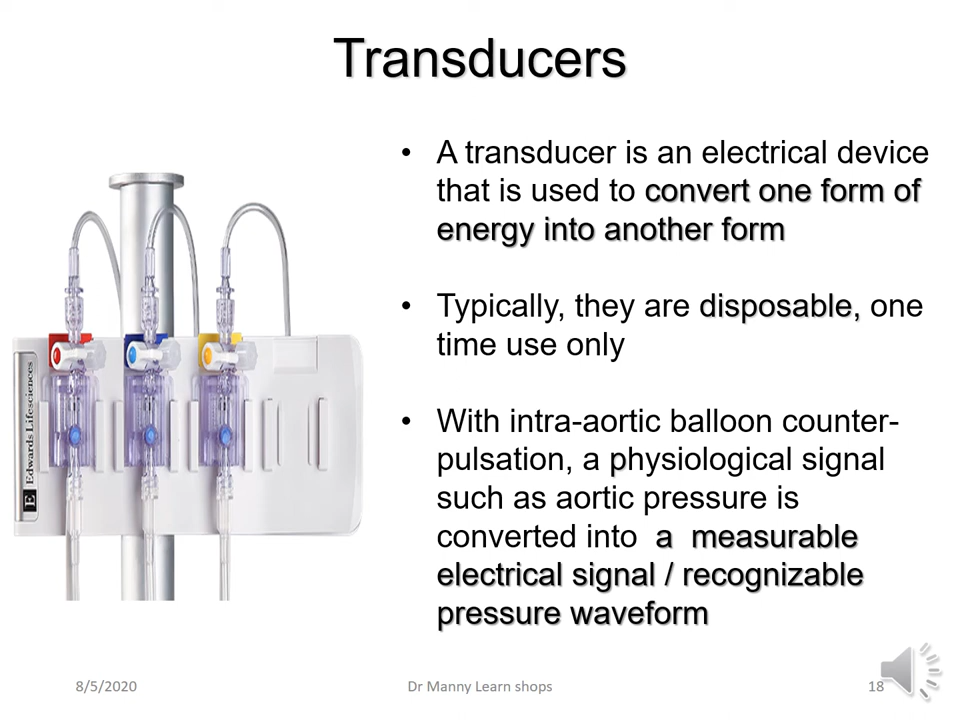 Transducers
• A transducer is an electrical device
that is used to convert one form of
energy into another form
• Typically, they are disposable, one
time use only
• With intra-aortic balloon counter-
pulsation, a physiological signal
such as aortic pressure is
converted into a measurable
electrical signal / recognizable
pressure waveform
E Edwards Lifesciences
8/5/2020
Dr Manny Learn shops
18